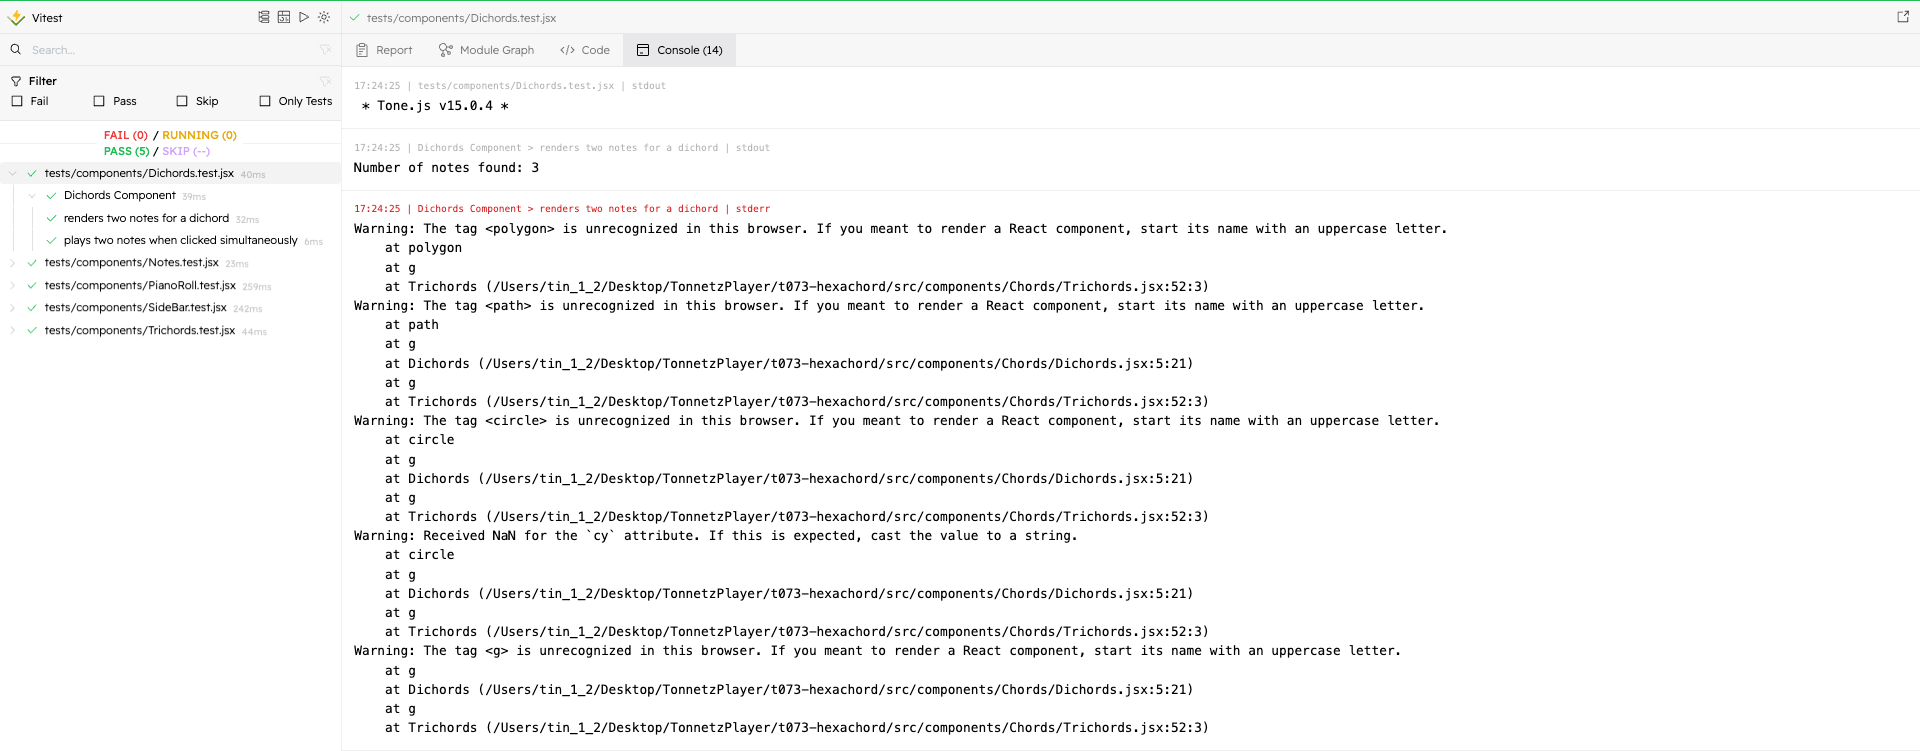 Vitest
Search...
Filter
Fail
Pass
Skip
Only Tests
FAIL (0) / RUNNING (0)
PASS (5) / SKIP (--)
tests/components/Dichords.test.jsx 40ms
Dichords Component 39ms
renders two notes for a dichord 32ms
plays two notes when clicked simultaneously 6ms
tests/components/Notes.test.jsx 23ms
tests/components/PianoRoll.test.jsx 259ms
tests/components/SideBar.test.jsx 242ms
tests/components/Trichords.test.jsx 44ms
tests/components/Dichords.test.jsx
Report
Module Graph
Code
Console (14)
17:24:25 | tests/components/Dichords.test.jsx | stdout
* Tone.js v15.0.4 *
17:24:25 | Dichords Component > renders two notes for a dichord | stdout
Number of notes found: 3
17:24:25 | Dichords Component > renders two notes for a dichord | stderr
Warning: The tag <polygon> is unrecognized in this browser. If you meant to render a React component, start its name with an uppercase letter.
at polygon
at g
at Trichords (/Users/tin_1_2/Desktop/TonnetzPlayer/t073-hexachord/src/components/Chords/Trichords.jsx:52:3)
Warning: The tag <path> is unrecognized in this browser. If you meant to render a React component, start its name with an uppercase letter.
at path
at g
at Dichords (/Users/tin_1_2/Desktop/TonnetzPlayer/t073-hexachord/src/components/Chords/Dichords.jsx:5:21)
at g
at Trichords (/Users/tin_1_2/Desktop/TonnetzPlayer/t073-hexachord/src/components/Chords/Trichords.jsx:52:3)
Warning: The tag <circle> is unrecognized in this browser. If you meant to render a React component, start its name with an uppercase letter.
at circle
at g
at Dichords (/Users/tin_1_2/Desktop/TonnetzPlayer/t073-hexachord/src/components/Chords/Dichords.jsx:5:21)
at g
at Trichords (/Users/tin_1_2/Desktop/TonnetzPlayer/t073-hexachord/src/components/Chords/Trichords.jsx:52:3)
Warning: Received NaN for the `cy` attribute. If this is expected, cast the value to a string.
at circle
at g
at Dichords (/Users/tin_1_2/Desktop/TonnetzPlayer/t073-hexachord/src/components/Chords/Dichords.jsx:5:21)
at g
at Trichords (/Users/tin_1_2/Desktop/TonnetzPlayer/t073-hexachord/src/components/Chords/Trichords.jsx:52:3)
Warning: The tag <g> is unrecognized in this browser. If you meant to render a React component, start its name with an uppercase letter.
at g
at Dichords (/Users/tin_1_2/Desktop/TonnetzPlayer/t073-hexachord/src/components/Chords/Dichords.jsx:5:21)
at g
at Trichords (/Users/tin_1_2/Desktop/TonnetzPlayer/t073-hexachord/src/components/Chords/Trichords.jsx:52:3)